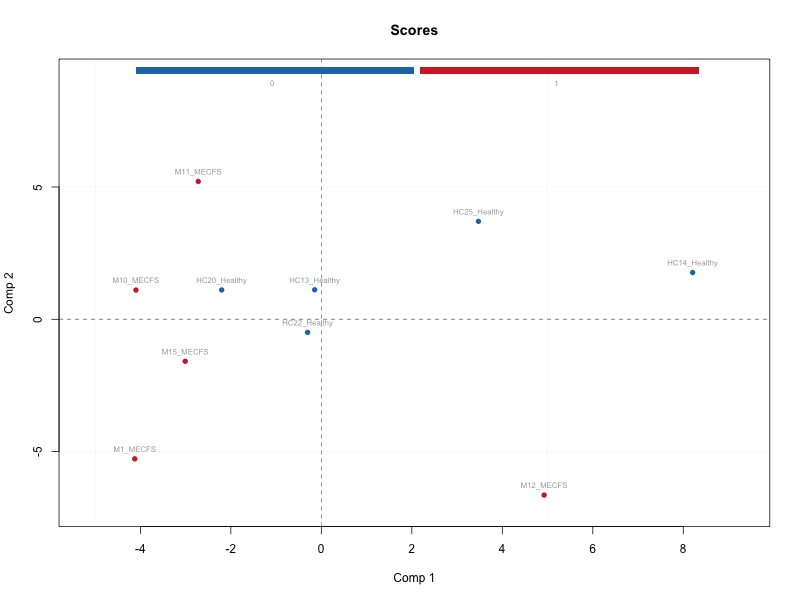 Scores
0 1
M11_MECFS
HC25_Healthy
HC14_Healthy
M10_MECFS HC20_Healthy HC13_Healthy
HC22_Healthy
M15_MECFS
M1_MECFS
M12_MECFS
5
0
-5
Comp 2
-4 -2 0 2 4 6 8
Comp 1